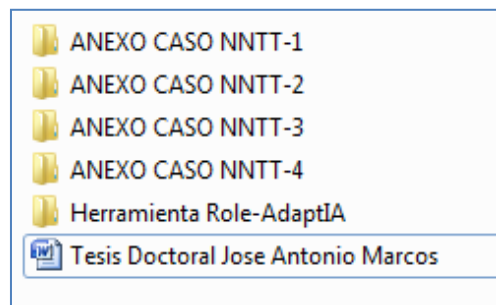 ANEXO CASO NNTT-1
ANEXO CASO NNTT-2
ANEXO CASO NNTT-3
ANEXO CASO NNTT-4
Herramienta Role-AdaptIA
Tesis Doctoral Jose Antonio Marcos